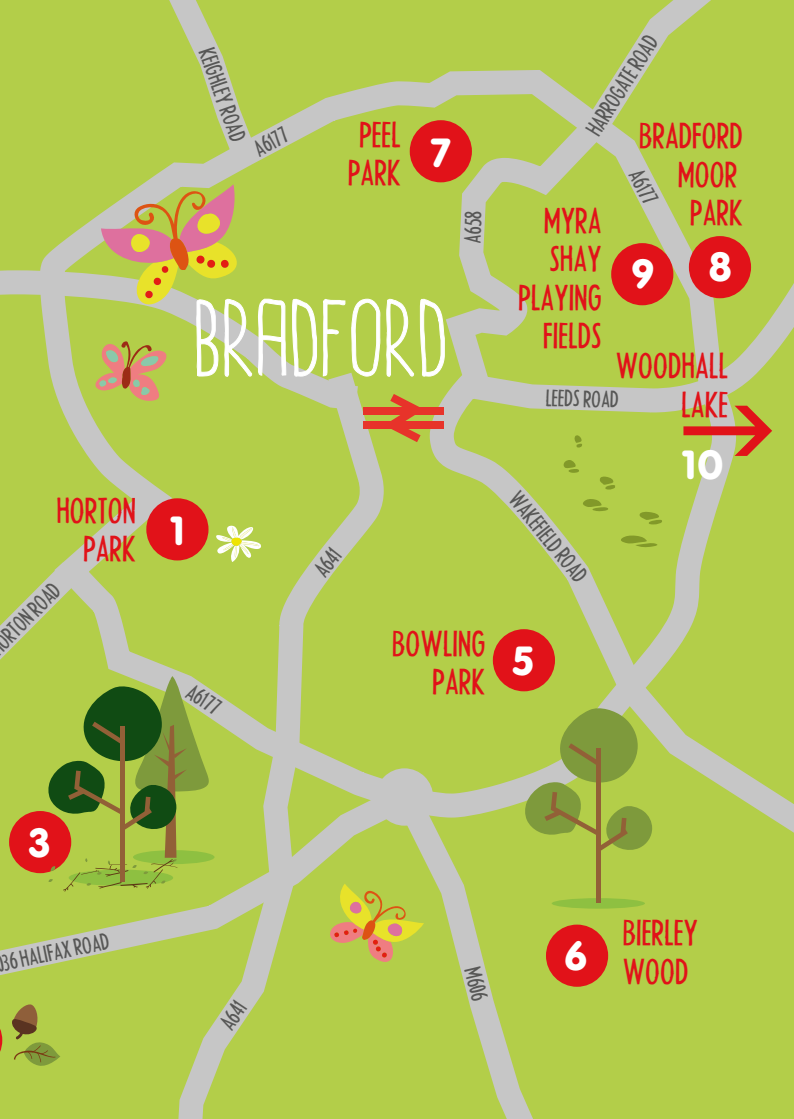 KEIGHLEY ROAD
HARROGATE ROAD
A6177
PEEL
PARK
7
BRADFORD
MOOR
PARK
8
A6177
A658
MYRA
SHAY
PLAYING
FIELDS
9
BRADFORD
WOODHALL
LAKE
10
LEEDS ROAD
HORTON
PARK
1
WAKEFIELD ROAD
A641
HORTON ROAD
BOWLING
PARK
5
A6177
3
036 HALIFAX ROAD
BIERLEY
WOOD
6
M606
A641